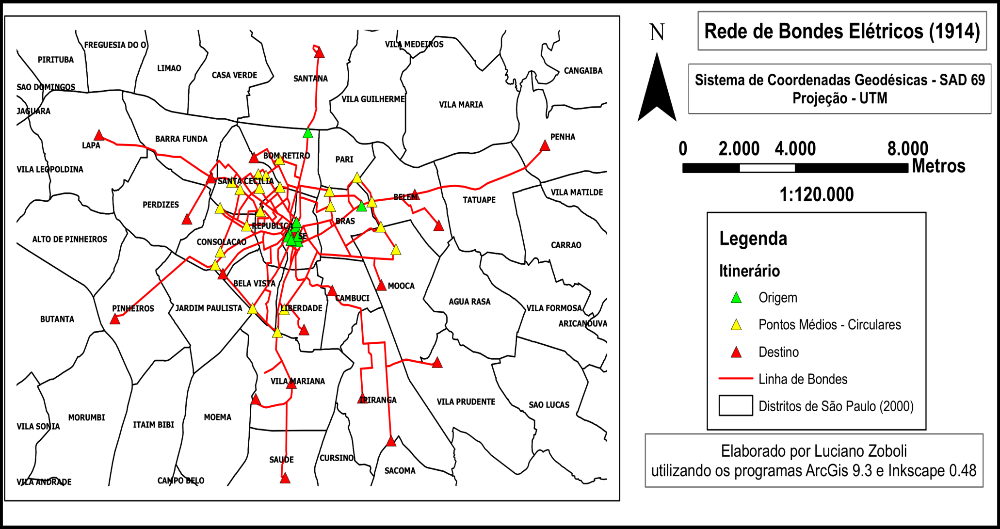 FREGUESIA DO O
VILA MEDEIROS
PIRITUBA
LIMAO
CASA VERDE
SANTANA
CANGAIBA
SAO DOMINGOS
VILA GUILHERME
VILA MARIA
JAGUARA
LAPA
BARRA FUNDA
PENHA
BOM RETIRO
PARI
VILA LEOPOLDINA
SANTA CECILIA
BELEM
TATUAPE
VILA MATILDE
PERDIZES
BRAS
REPUBLICA
SE
ALTO DE PINHEIROS
CONSOLACAO
CARRAO
BELA VISTA
MOOCA
CAMBUCI
AGUA RASA
PINHEIROS
JARDIM PAULISTA
LIBERDADE
VILA FORMOSA
BUTANTA
ARICANDUVA
VILA MARIANA
IPIRANGA
VILA PRUDENTE
SAO LUCAS
MORUMBI
MOEMA
VILA SONIA
ITAIM BIBI
SAUDE
CURSINO
SACOMA
VILA ANDRADE
CAMPO BELO
N
Rede de Bondes Elétricos (1914)
Sistema de Coordenadas Geodésicas - SAD 69
Projeção - UTM
0 2.000 4.000 8.000
Metros
1:120.000
Legenda
Itinerário
Origem
Pontos Médios - Circulares
Destino
Linha de Bondes
Distritos de São Paulo (2000)
Elaborado por Luciano Zoboli
utilizando os programas ArcGis 9.3 e Inkscape 0.48